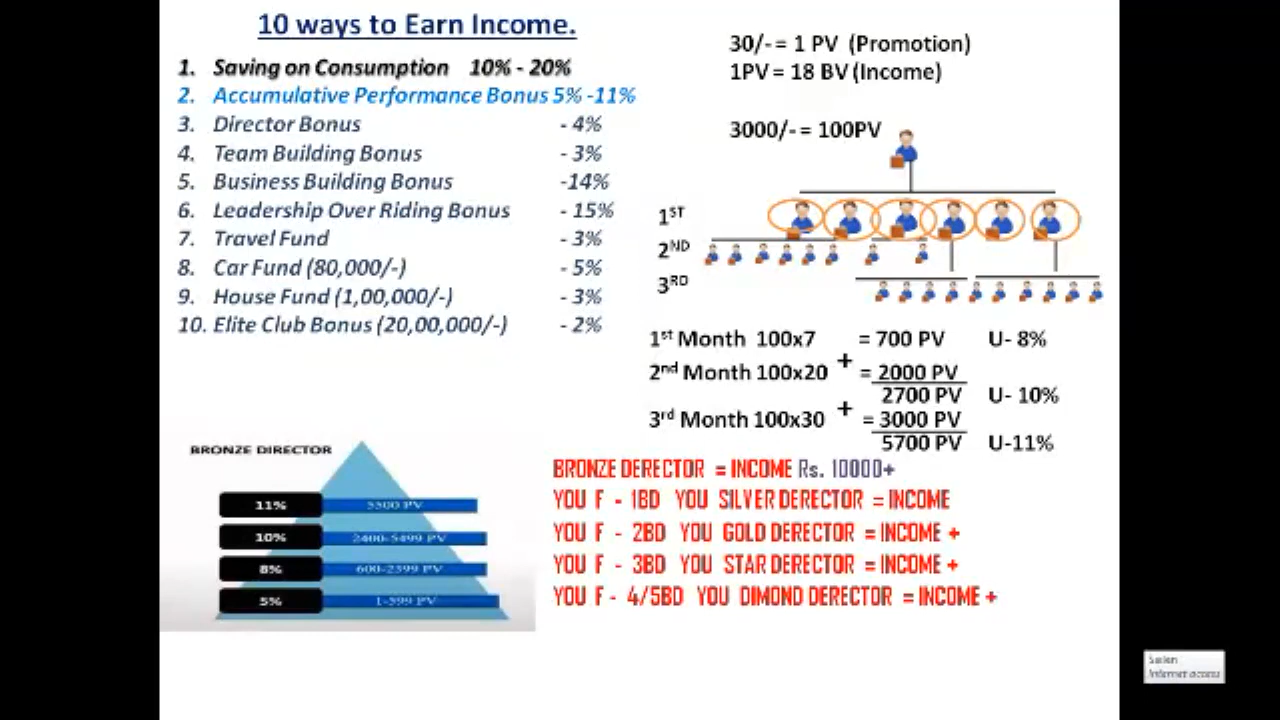 10 ways to Earn Income.
1. Saving on Consumption 10% - 20%
2. Accumulative Performance Bonus 5% -11%
3. Director Bonus - 4%
4. Team Building Bonus - 3%
5. Business Building Bonus -14%
6. Leadership Over Riding Bonus - 15%
7. Travel Fund - 3%
8. Car Fund (80,000/-) - 5%
9. House Fund (1,00,000/-) - 3%
10. Elite Club Bonus (20,00,000/-) - 2%
30/- = 1 PV (Promotion)
1PV = 18 BV (Income)
3000/- = 100PV
1ST
2ND
3RD
1st Month 100x7 = 700 PV U- 8%
+
2nd Month 100x20 = 2000 PV
2700 PV U- 10%
+
3rd Month 100x30 = 3000 PV
5700 PV U-11%
BRONZE DIRECTOR
11% 5500 PV
10% 2400-5499 PV
8% 600-2399 PV
5% 1-599 PV
BRONZE DERECTOR = INCOME Rs. 10000+
YOU F - 1BD YOU SILVER DERECTOR = INCOME
YOU F - 2BD YOU GOLD DERECTOR = INCOME +
YOU F - 3BD YOU STAR DERECTOR = INCOME +
YOU F - 4/5BD YOU DIMOND DERECTOR = INCOME +
Internet access